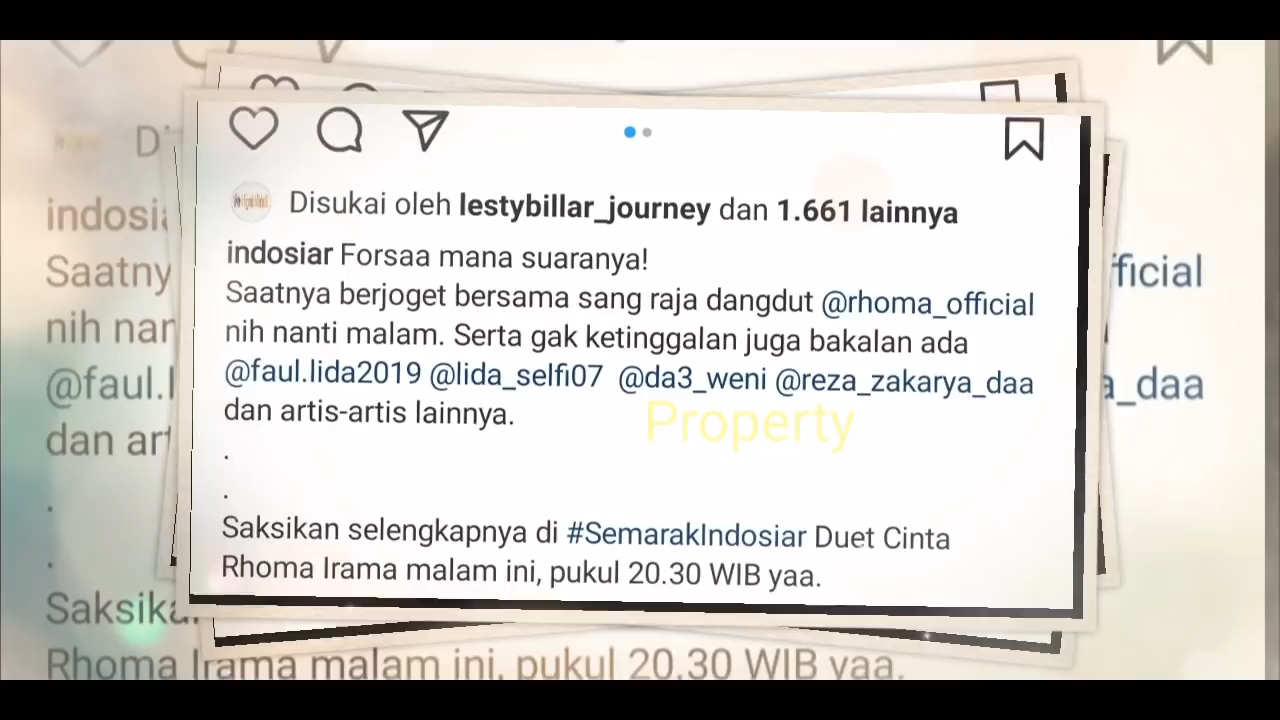 Disukai oleh lestybillar_journey dan 1.661 lainnya
indosiar Forsaa mana suaranya!
Saatnya berjoget bersama sang raja dangdut @rhoma_official
nih nanti malam. Serta gak ketinggalan juga bakalan ada
@faul.lida2019 @lida_selfi07 @da3_weni @reza_zakarya_daa
dan artis-artis lainnya.
Property
.
.
Saksikan selengkapnya di #SemarakIndosiar Duet Cinta
Rhoma Irama malam ini, pukul 20.30 WIB yaa.